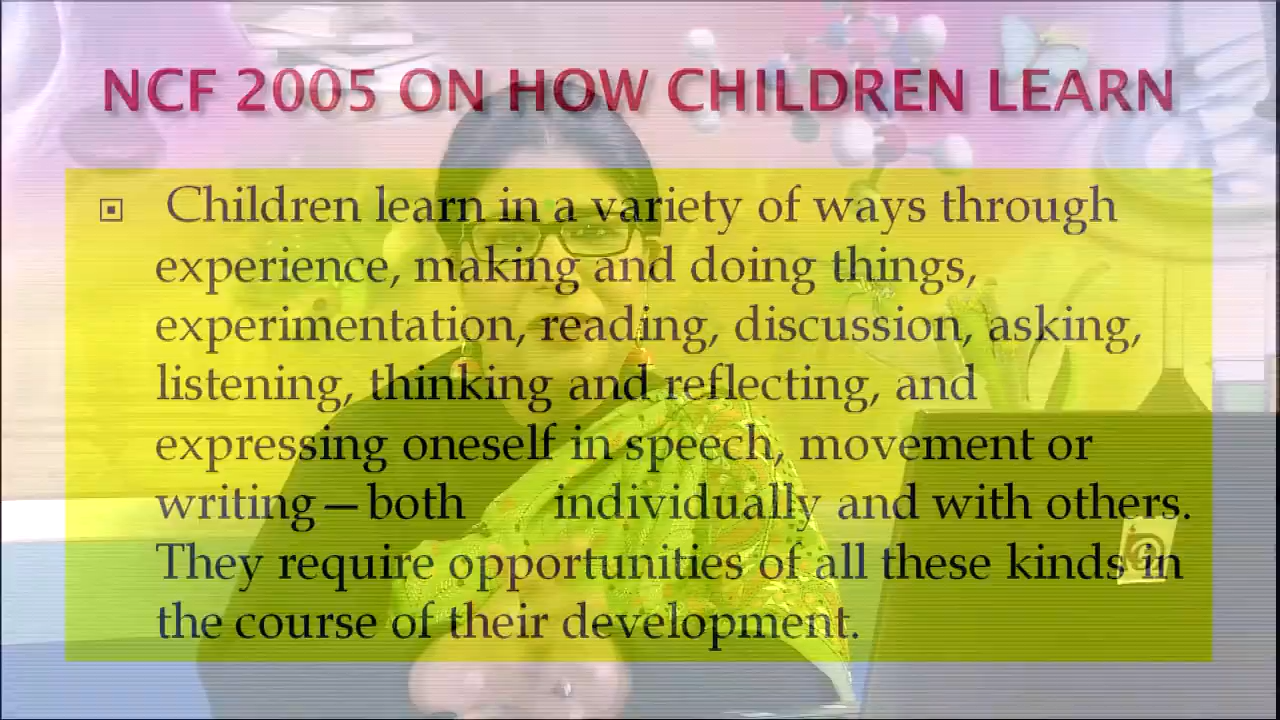 NCF 2005 ON HOW CHILDREN LEARN
Children learn in a variety of ways through
experience, making and doing things,
experimentation, reading, discussion, asking,
listening, thinking and reflecting, and
expressing oneself in speech, movement or
writing—both individually and with others.
They require opportunities of all these kinds in
the course of their development.